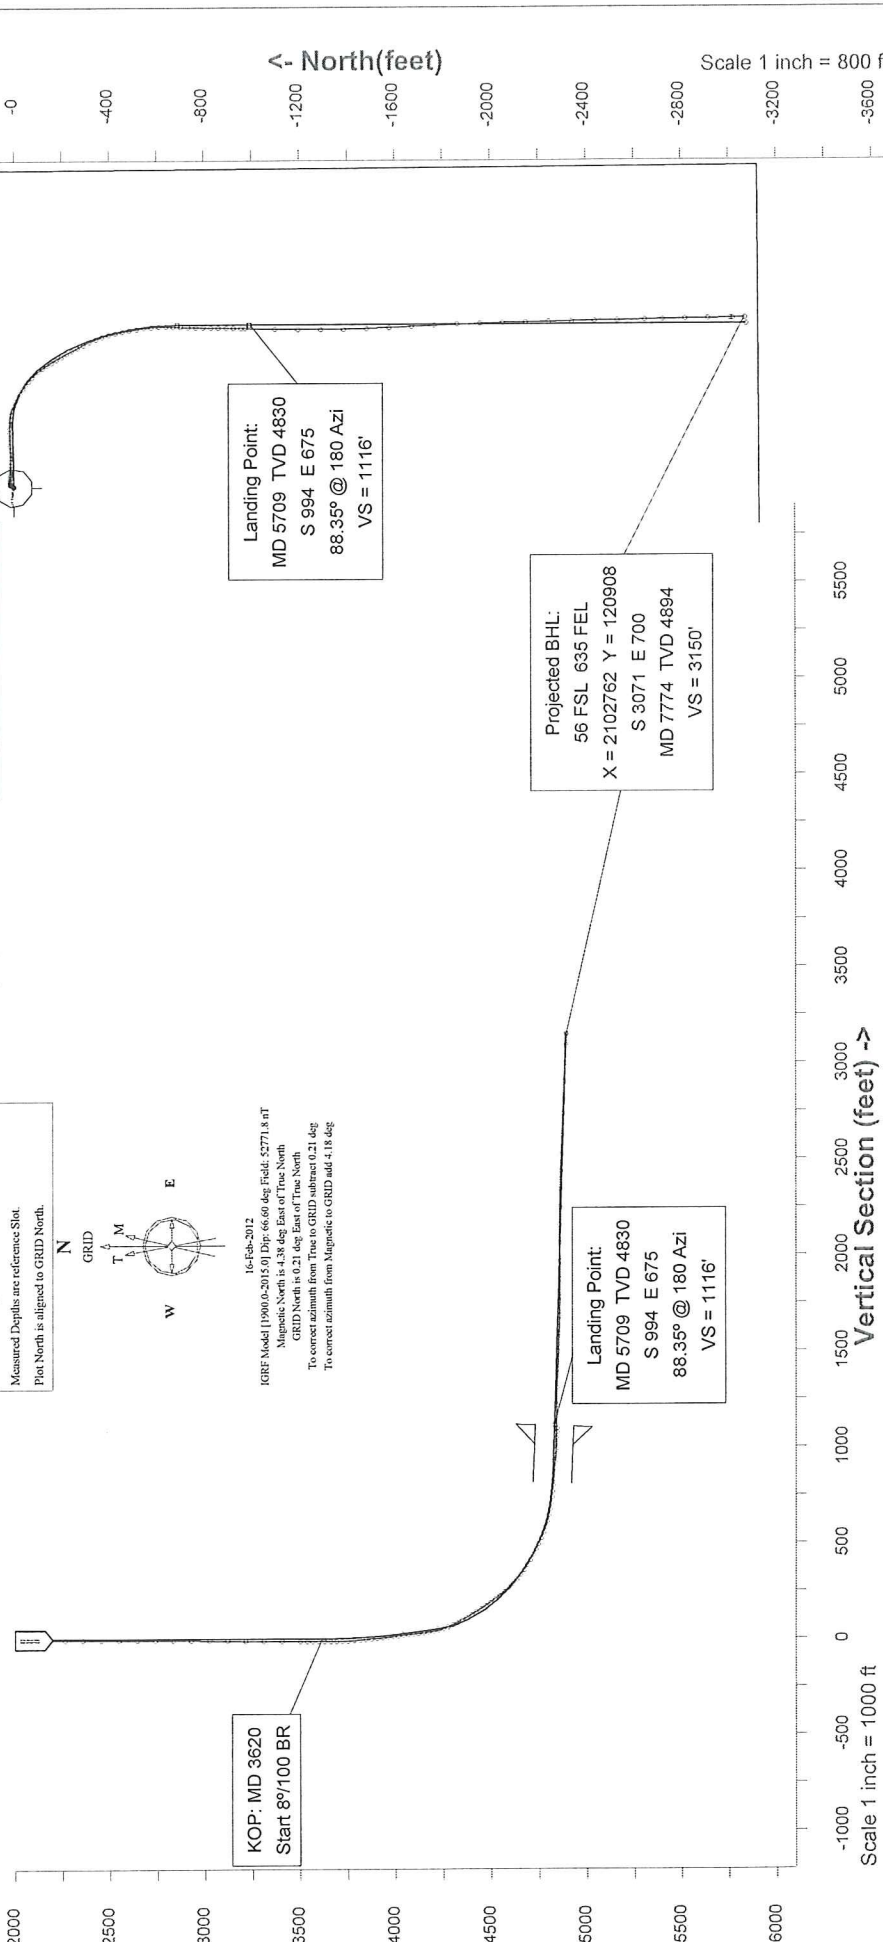 <- North(feet)
Scale 1 inch = 800 f
-0
-400
-800
-1200
-1600
-2000
-2400
-2800
-3200
-3600
Landing Point:
MD 5709 TVD 4830
S 994 E 675
88.35º @ 180 Azi
VS = 1116'
Projected BHL:
56 FSL 635 FEL
X = 2102762 Y = 120908
S 3071 E 700
MD 7774 TVD 4894
VS = 3150'
Measured Depths are reference Slot.
Plot North is aligned to GRID North.
N
GRID
T M
W E
16-Feb-2012
IGRF Model [1900.0-2015.0] Dip: 66.60 deg Field: 52771.8 nT
Magnetic North is 4.38 deg East of True North
GRID North is 0.21 deg East of True North
To correct azimuth from True to GRID subtract 0.21 deg
To correct azimuth from Magnetic to GRID add 4.18 deg
KOP: MD 3620
Start 8º/100 BR
Landing Point:
MD 5709 TVD 4830
S 994 E 675
88.35º @ 180 Azi
VS = 1116'
2000
2500
3000
3500
4000
4500
5000
5500
6000
-1000
-500
0
500
1000
1500
2000
2500
3000
3500
4000
4500
5000
5500
Scale 1 inch = 1000 ft
Vertical Section (feet) ->